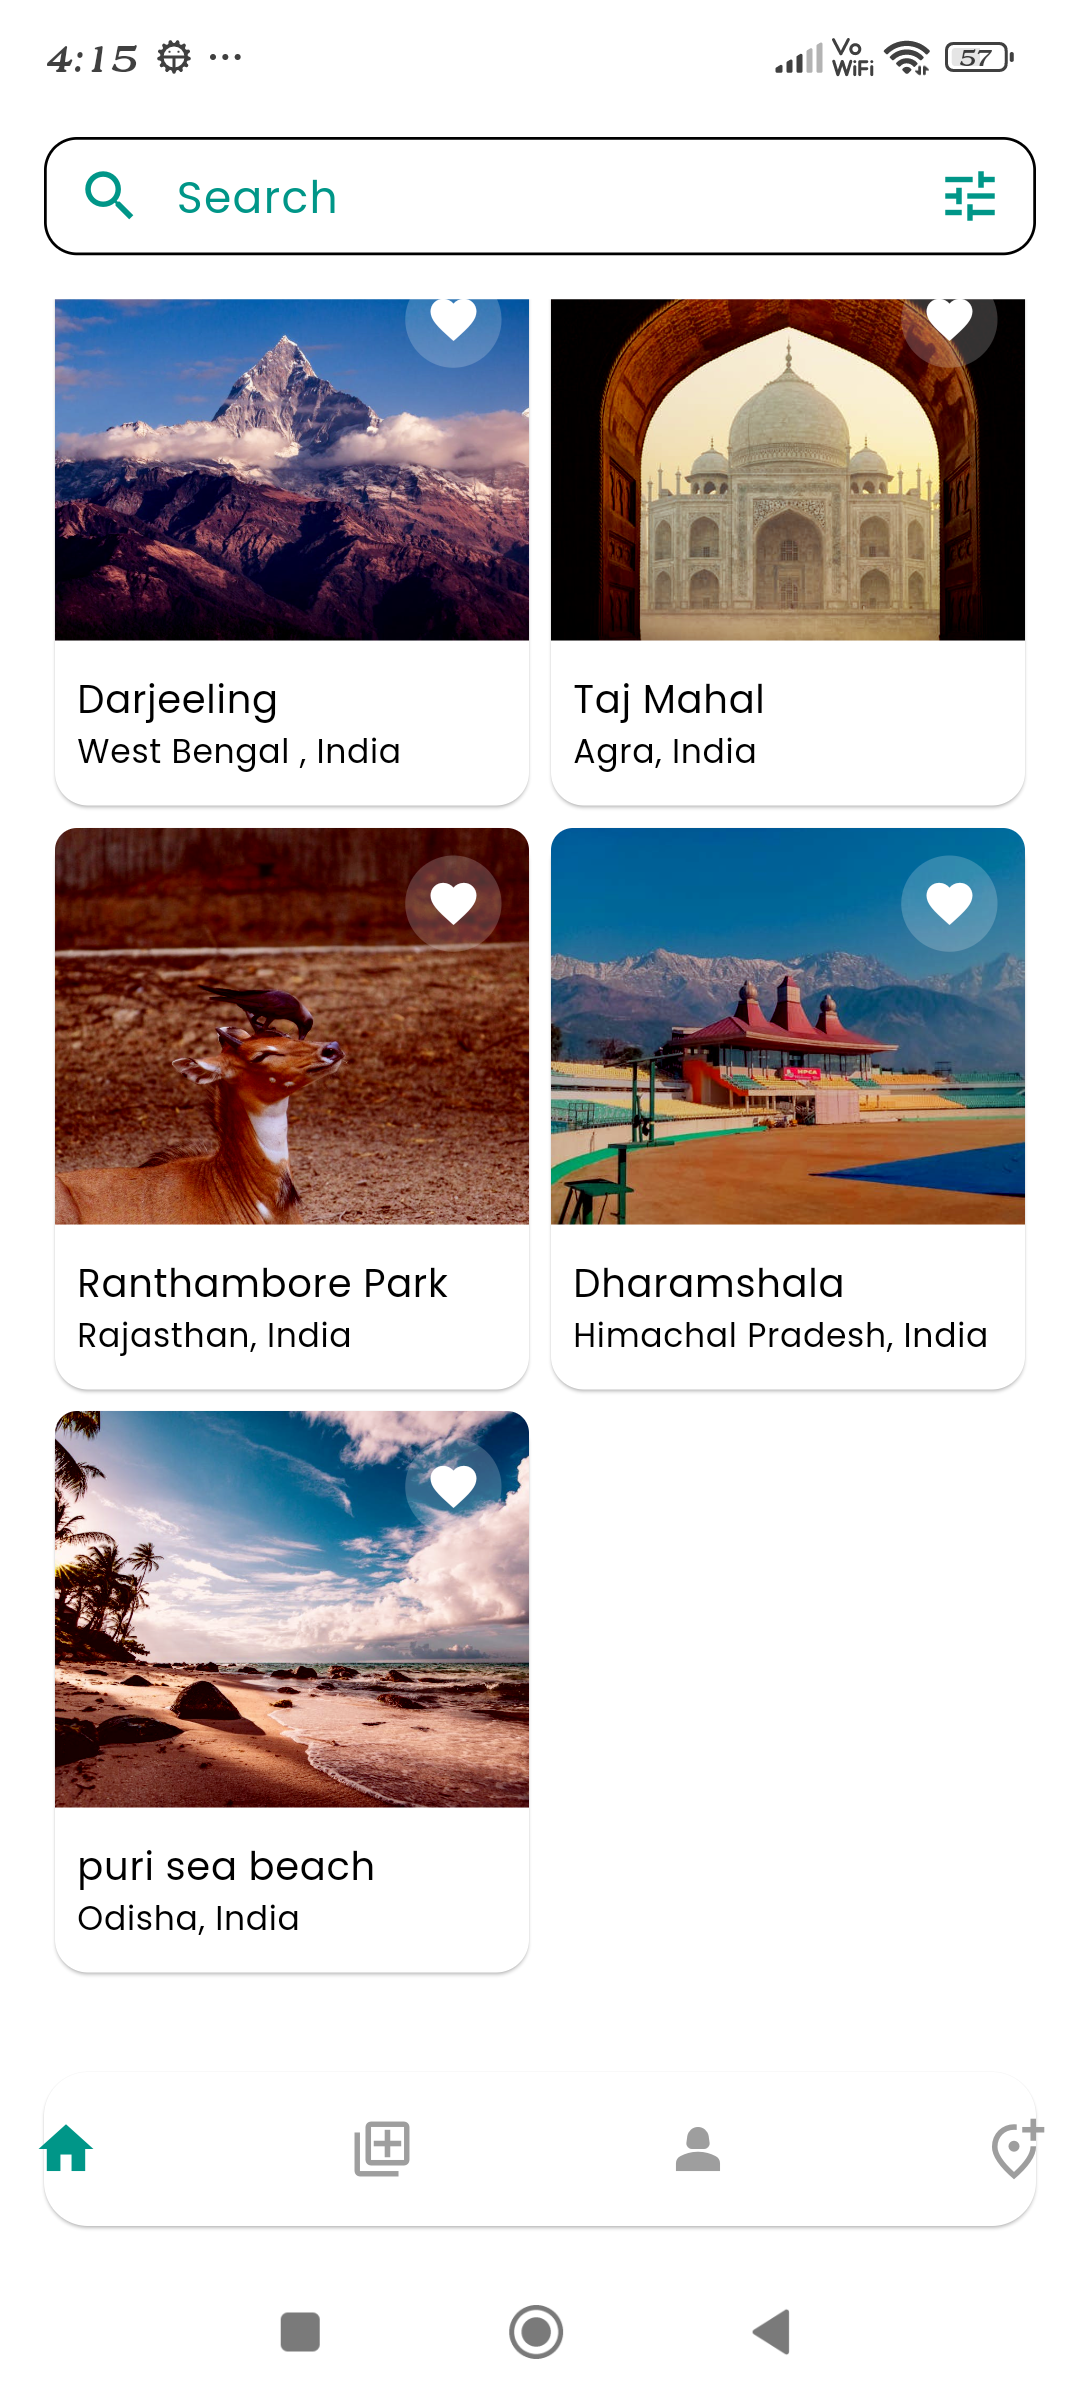 4:15
Vo
WiFi
57
Search
Darjeeling
West Bengal , India
Taj Mahal
Agra, India
Ranthambore Park
Rajasthan, India
HPCA
Dharamshala
Himachal Pradesh, India
puri sea beach
Odisha, India